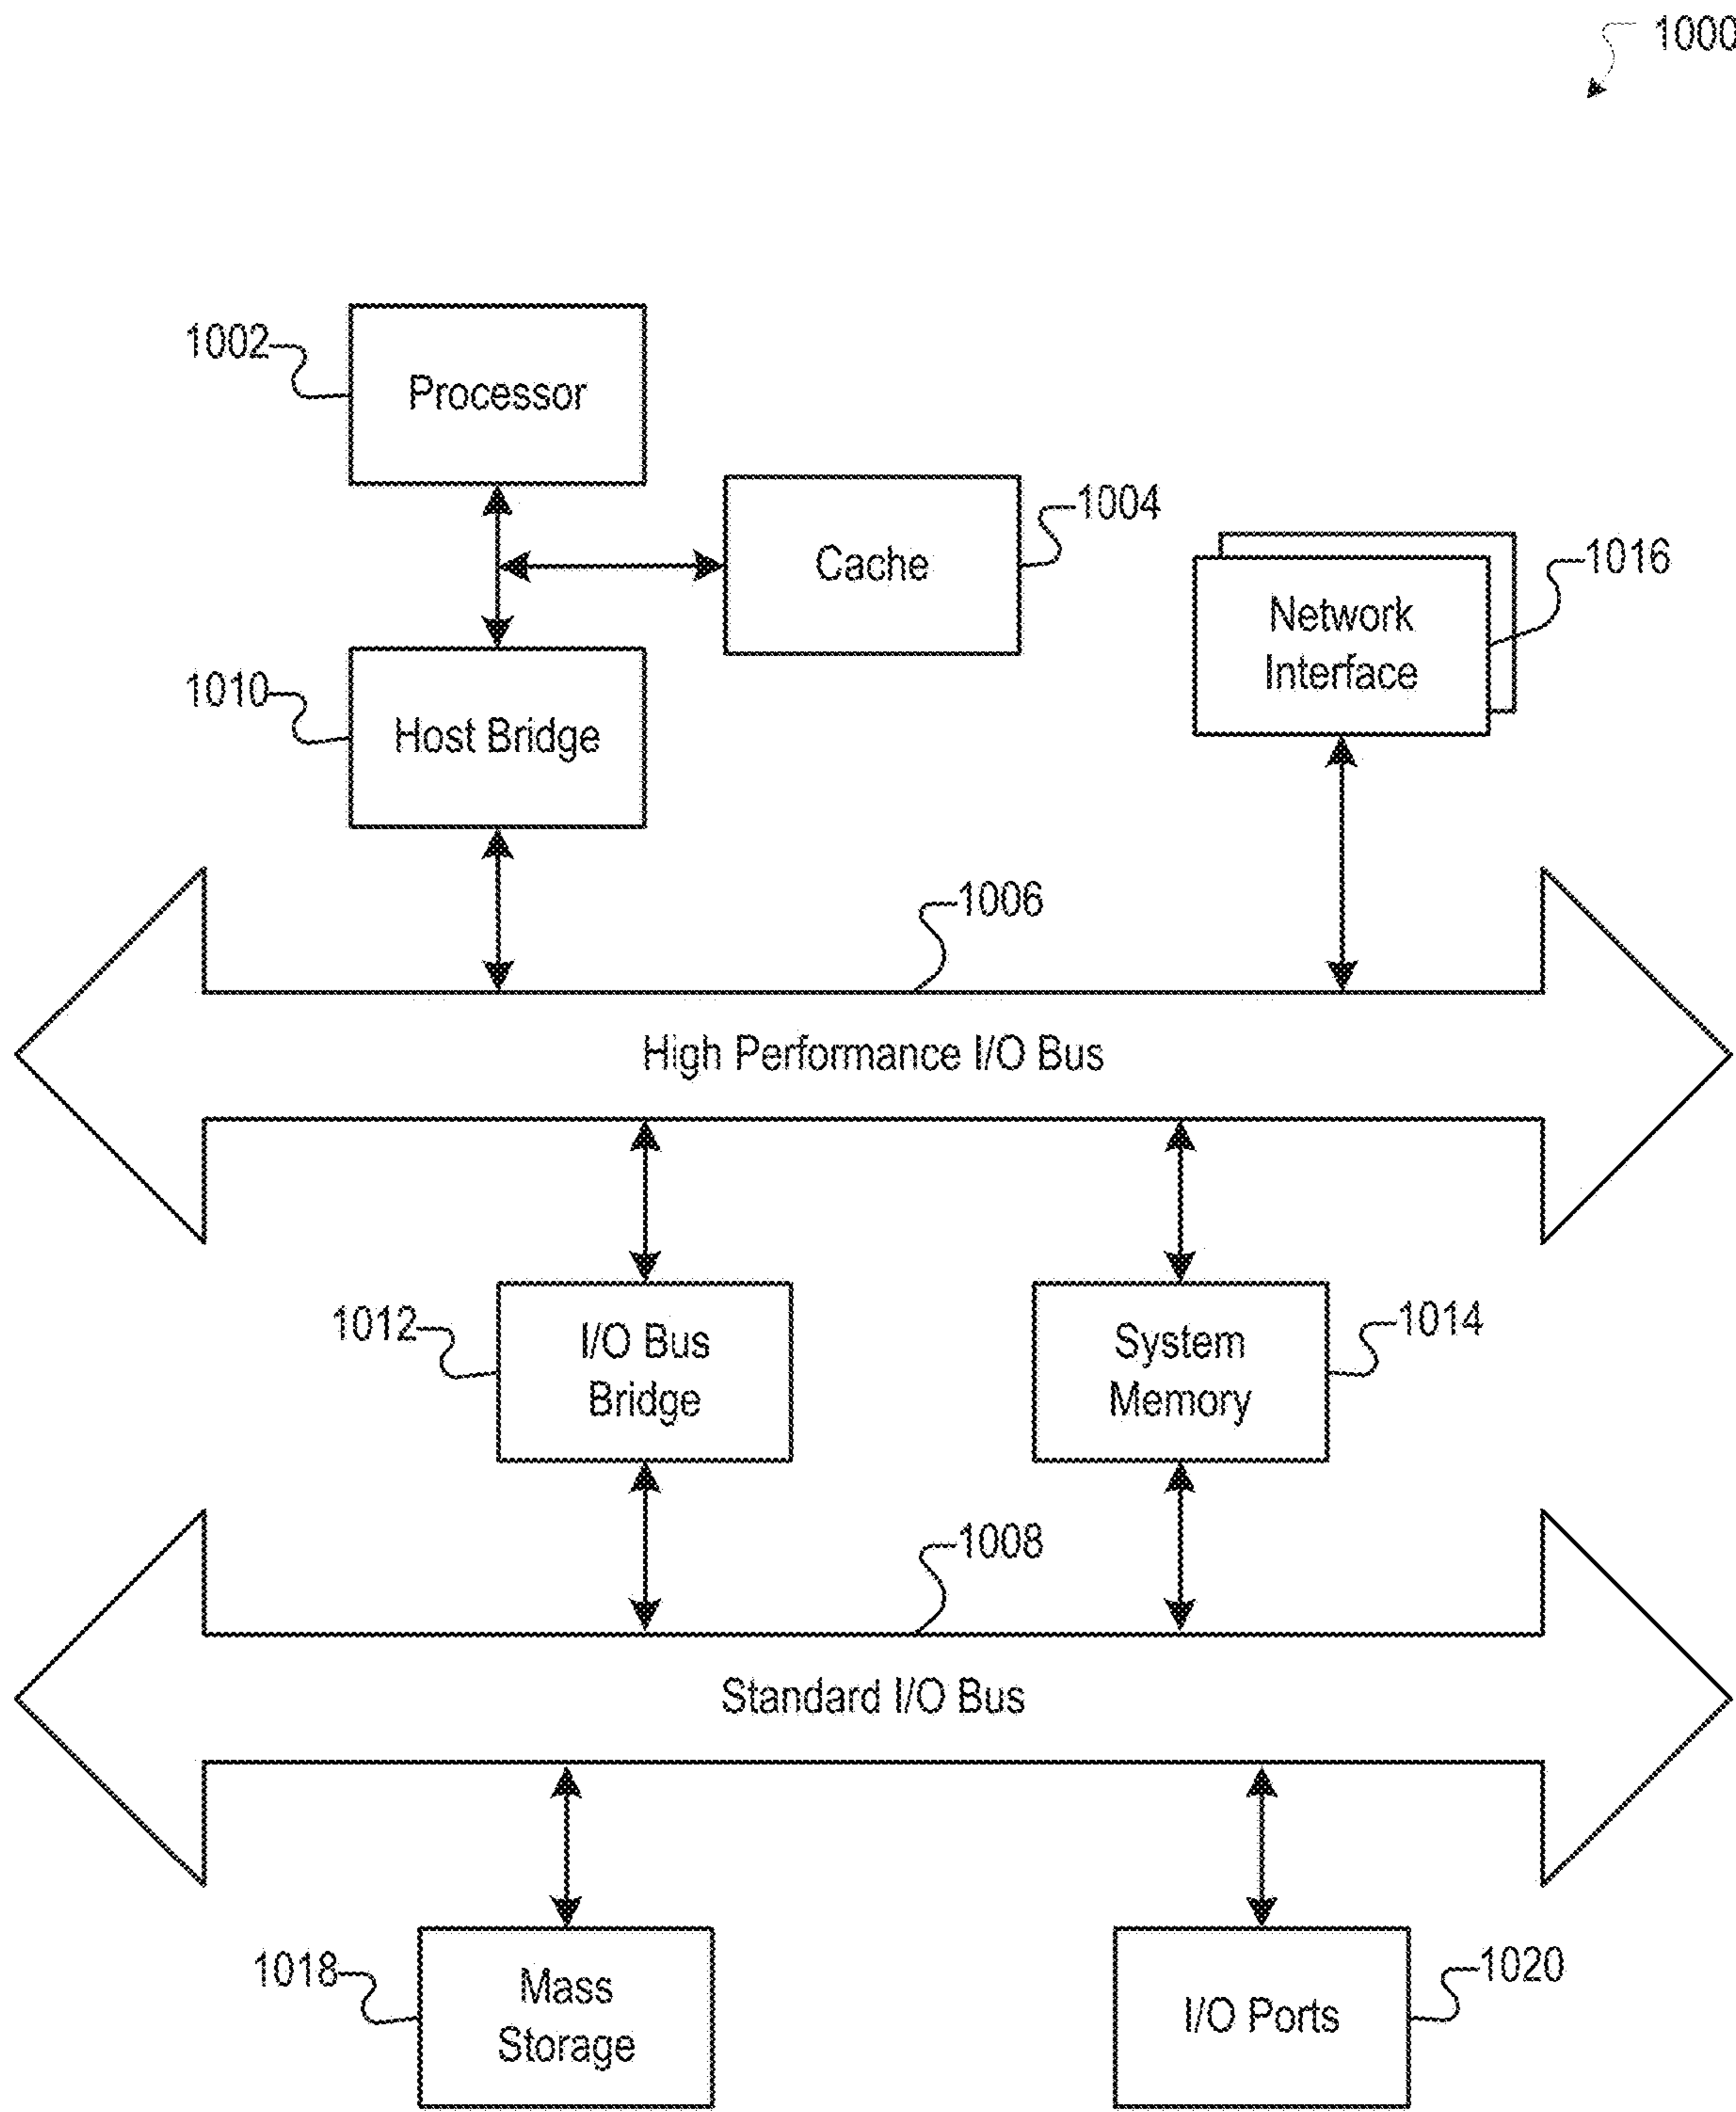 1000
1002
Processor
1004
Cache
1016
Network
Interface
1010
Host Bridge
1006
High Performance I/O Bus
1012
I/O Bus
Bridge
System
Memory
1014
1008
Standard I/O Bus
1018
Mass
Storage
I/O Ports
1020